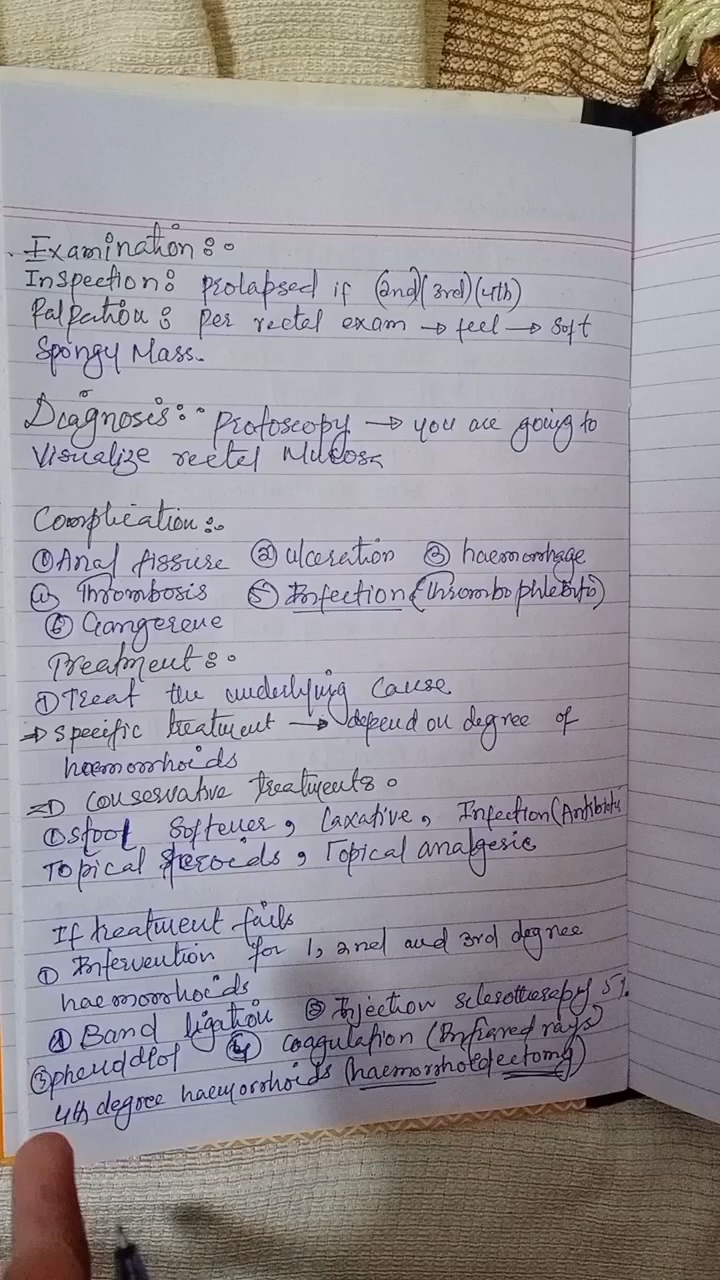 Examination:-
Inspection: prolapsed if (2nd)(3rd)(4th)
Palpation: per rectal exam → feel → soft
Spongy Mass.
Diagnosis:- Protoscopy → you are going to
Visualize rectel Mucosa
Complication:-
① Anal fissure ② ulceration ③ haemorrhage
④ Thrombosis ⑤ Infection (Thrombophlebitis)
⑥ Gangerene
Treatment:-
① Treat the underlying cause
⇒ specific treatment → depend on degree of
haemorrhoids
⇒ conservative treatment:-
① stool softener, Laxative, Infection (Antibiotis
Topical steroids, Topical analgesic
If treatment fails
① Intervention for 1, 2nd and 3rd degree
haemorrhoids
① Band ligation ② Injection sclerotherapy 5%
③ ④ coagulation (Infrared rays)
4th degree haemorrhoids (haemorrhoidectomy)